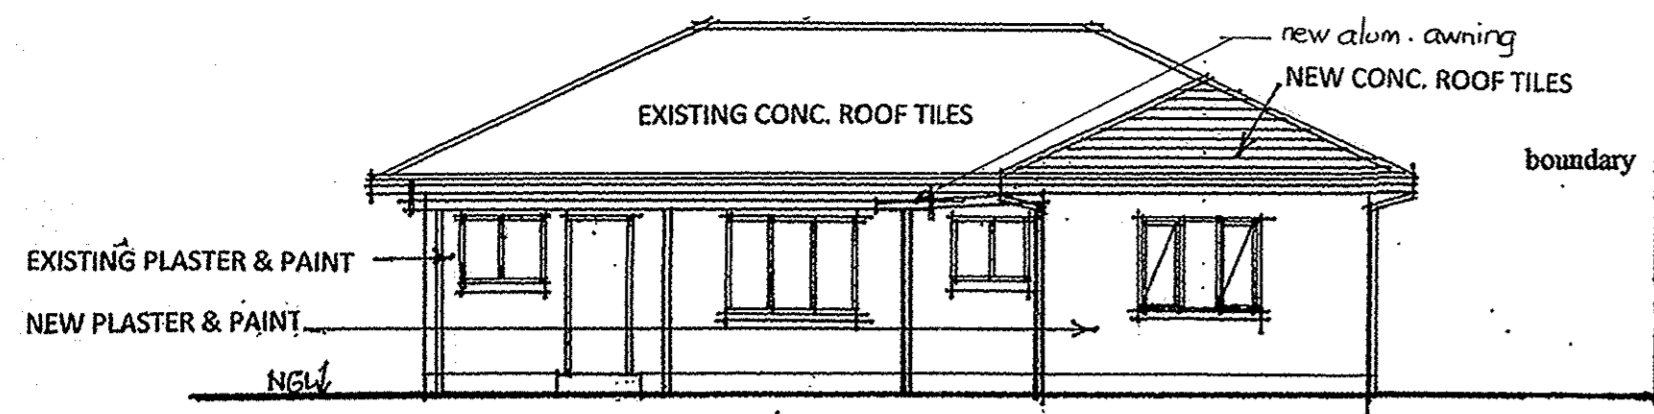 new alum. awning
NEW CONC. ROOF TILES
EXISTING CONC. ROOF TILES
boundary
EXISTING PLASTER & PAINT
NEW PLASTER & PAINT
NGL